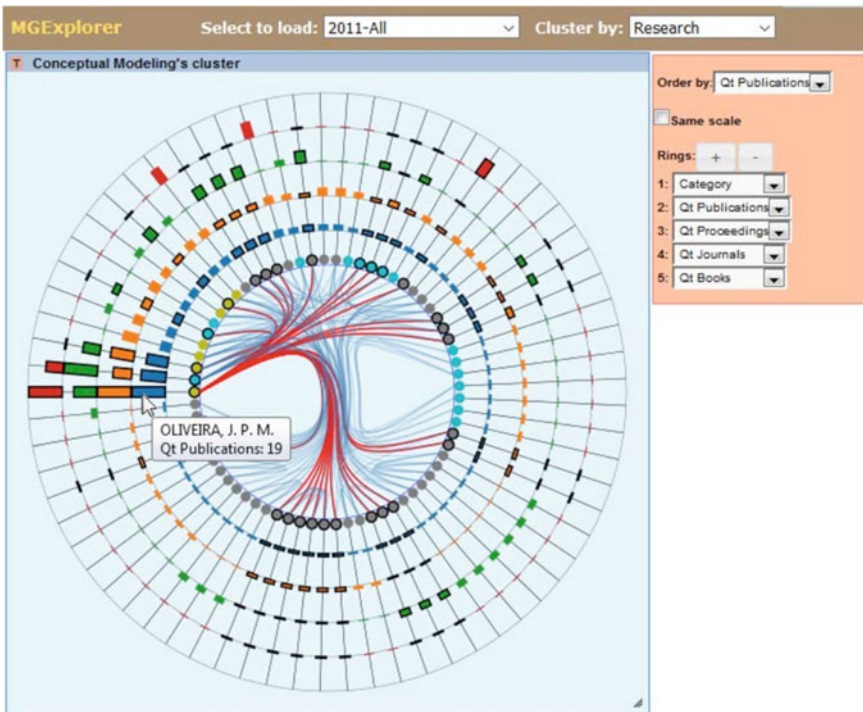 MGExplorer Select to load: 2011-All Cluster by: Research
T Conceptual Modeling's cluster
Order by: Qt Publications
Same scale
Rings: + -
1: Category
2: Qt Publications
3: Qt Proceedings
4: Qt Journals
5: Qt Books
OLIVEIRA, J. P. M.
Qt Publications: 19